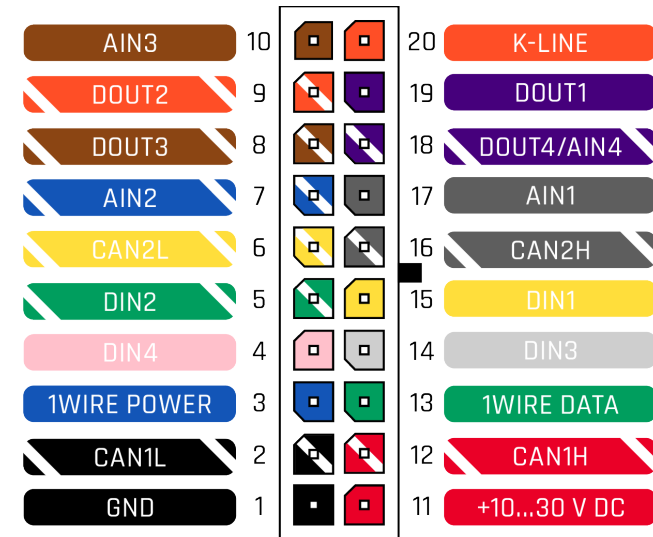 AIN3 10 20 K-LINE
DOUT2 9 19 DOUT1
DOUT3 8 18 DOUT4/AIN4
AIN2 7 17 AIN1
CAN2L 6 16 CAN2H
DIN2 5 15 DIN1
DIN4 4 14 DIN3
1WIRE POWER 3 13 1WIRE DATA
CAN1L 2 12 CAN1H
GND 1 11 +10...30 V DC